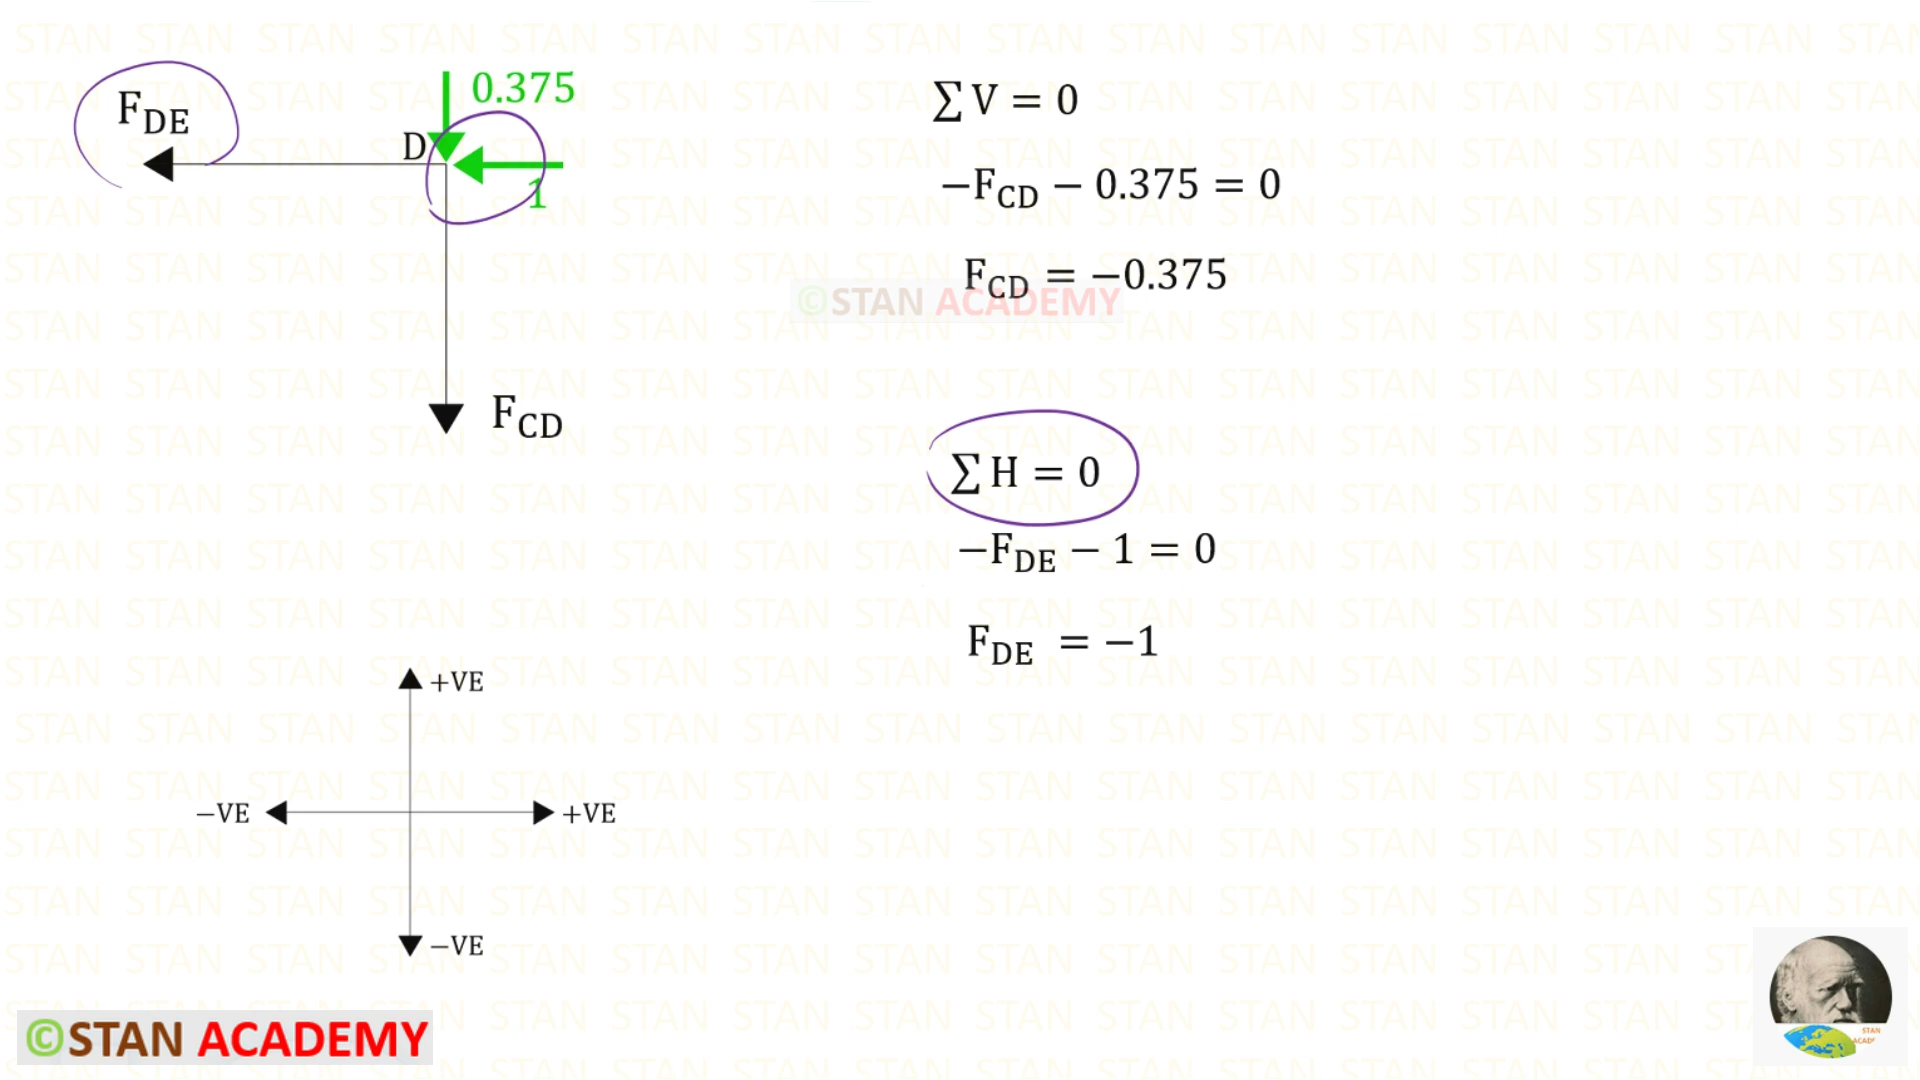 F_DE
0.375
D
1
F_CD
∑ V = 0
−F_CD − 0.375 = 0
F_CD = −0.375
©STAN ACADEMY
∑ H = 0
−F_DE − 1 = 0
F_DE = −1
+VE
−VE
+VE
−VE
©STAN ACADEMY
STAN